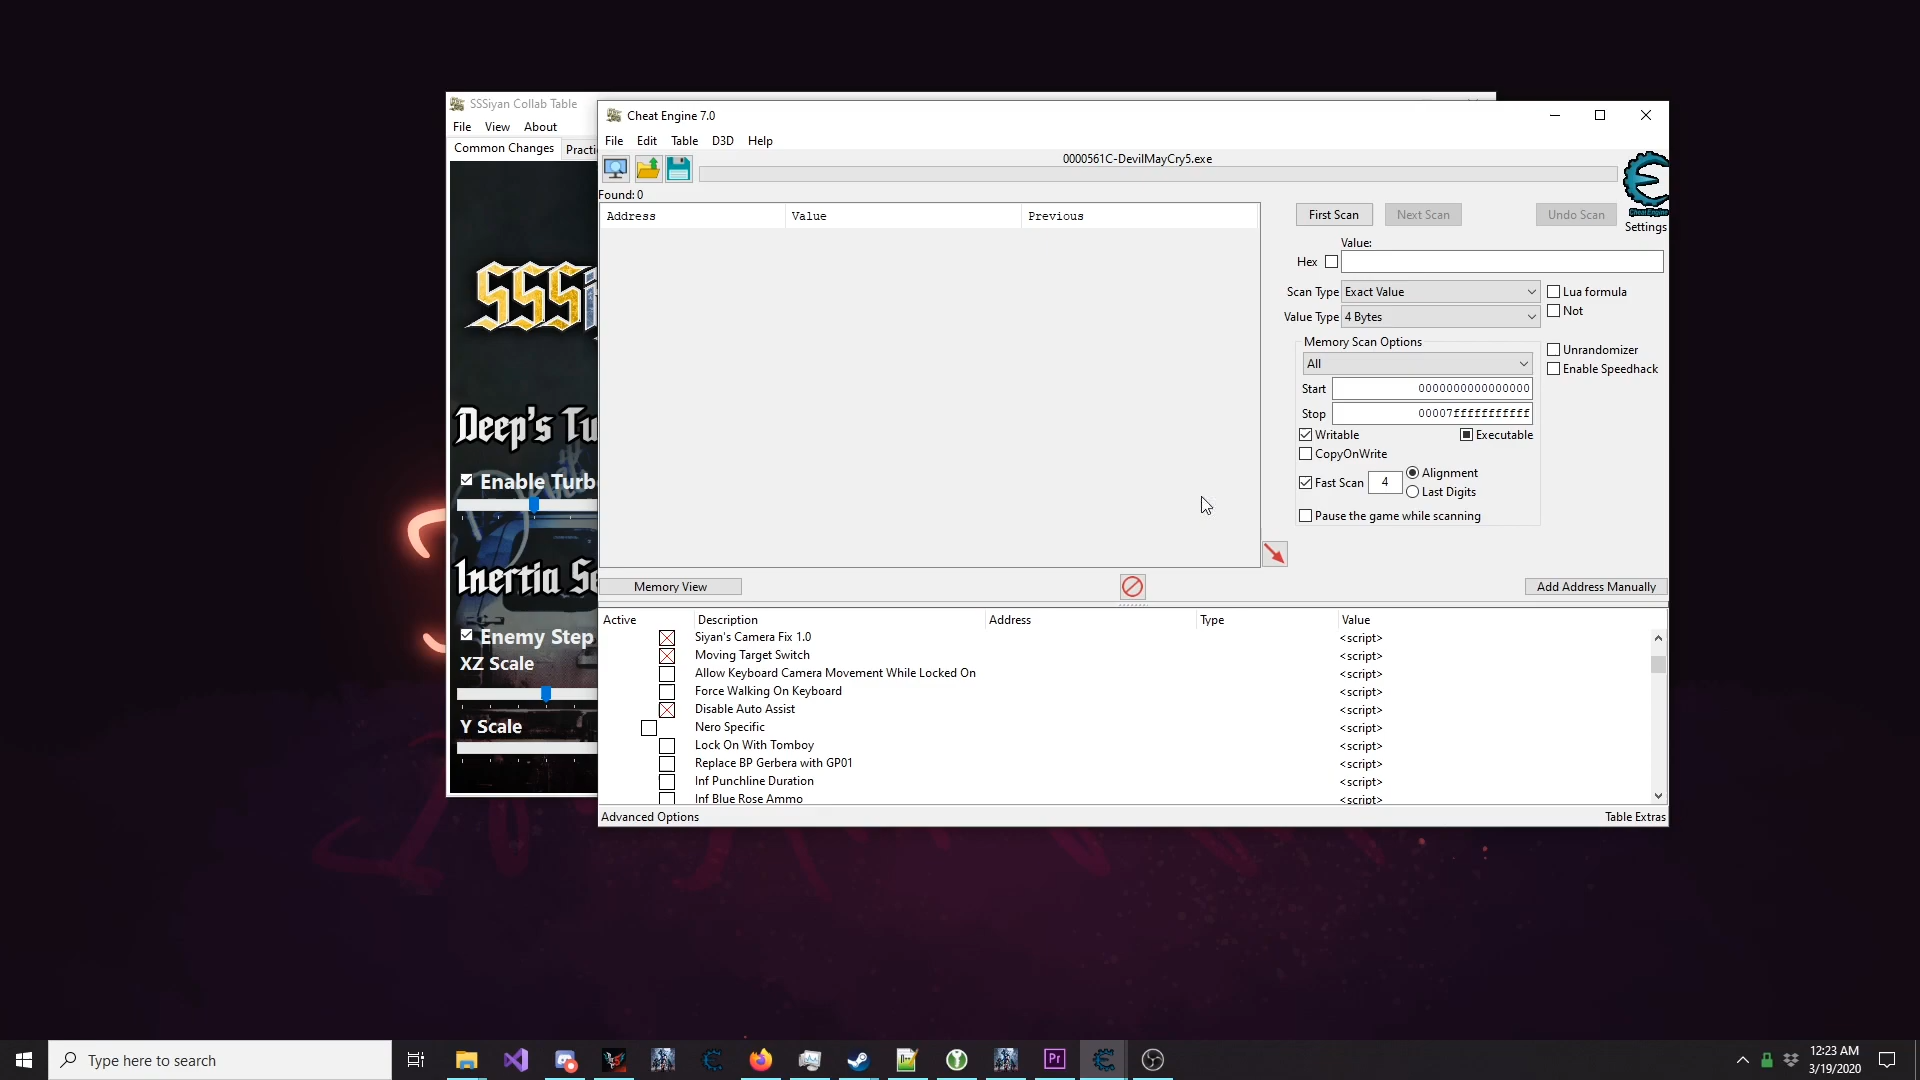 SSSiyan Collab Table
File View About
Common Changes Practi
SSSi
Deep's Tu
Enable Turb
Inertia Se
Enemy Step
XZ Scale
Y Scale
Cheat Engine 7.0
File Edit Table D3D Help
0000561C-DevilMayCry5.exe
Found: 0
Address Value Previous
First Scan Next Scan Undo Scan
Cheat Engine
Settings
Value:
Hex
Scan Type Exact Value Lua formula
Not
Value Type 4 Bytes
Memory Scan Options
All
Unrandomizer
Enable Speedhack
Start 0000000000000000
Stop 00007fffffffffff
Writable Executable
CopyOnWrite
Fast Scan 4 Alignment
Last Digits
Pause the game while scanning
Memory View Add Address Manually
Active Description Address Type Value
Siyan's Camera Fix 1.0 <script>
Moving Target Switch <script>
Allow Keyboard Camera Movement While Locked On <script>
Force Walking On Keyboard <script>
Disable Auto Assist <script>
Nero Specific <script>
Lock On With Tomboy <script>
Replace BP Gerbera with GP01 <script>
Inf Punchline Duration <script>
Inf Blue Rose Ammo <script>
Advanced Options Table Extras
Type here to search
Pr
12:23 AM
3/19/2020